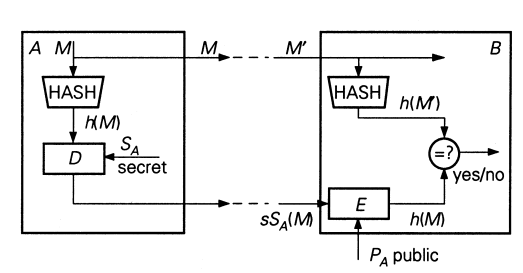 A M M M′ B
HASH HASH
h(M) h(M′)
S_A
D =?
secret yes/no
sS_A(M) E h(M)
P_A public